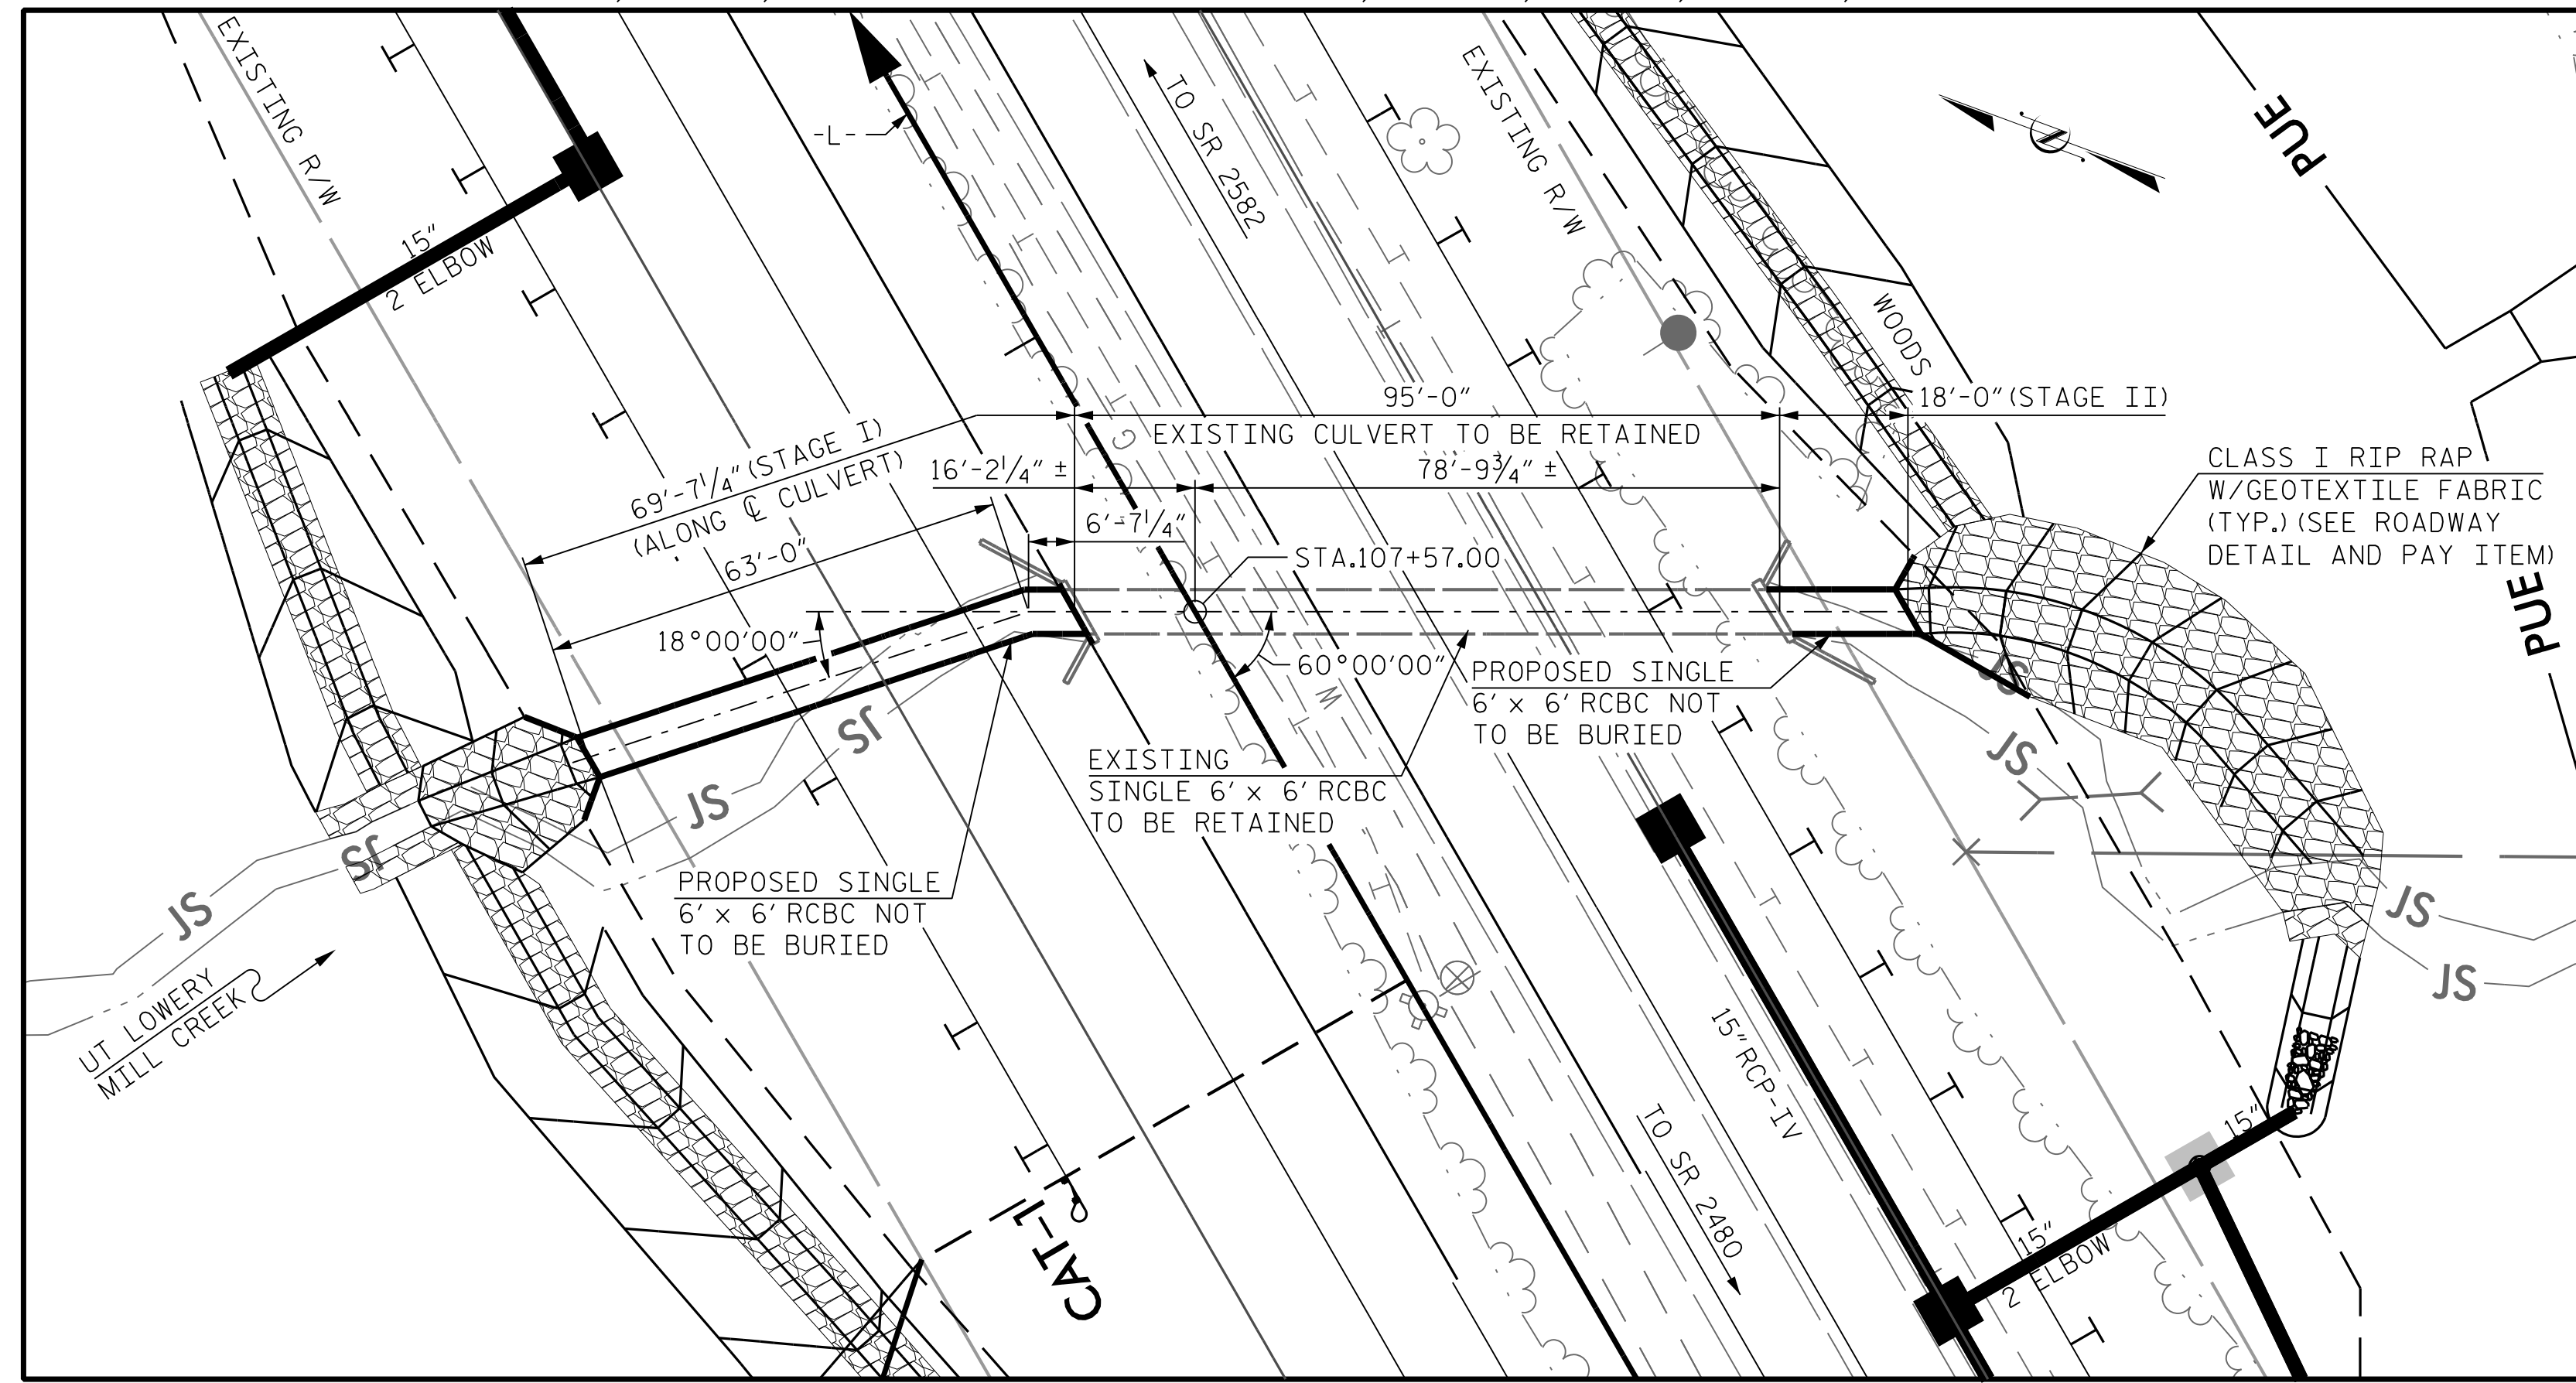 EXISTING R/W
-L-
TO SR 2582
EXISTING R/W
PUE
15"
2 ELBOW
WOODS
95'-0"
18'-0" (STAGE II)
EXISTING CULVERT TO BE RETAINED
69'-7 1/4" (STAGE I)
(ALONG ℄ CULVERT)
16'-2 1/4" ±
78'-9 3/4" ±
CLASS I RIP RAP
W/GEOTEXTILE FABRIC
(TYP.) (SEE ROADWAY
DETAIL AND PAY ITEM)
63'-0"
6'-7 1/4"
STA.107+57.00
PUE
18°00'00"
60°00'00"
PROPOSED SINGLE
6' x 6' RCBC NOT
TO BE BURIED
JS
JS
JS
JS
EXISTING
SINGLE 6' x 6' RCBC
TO BE RETAINED
JS
JS
PROPOSED SINGLE
6' x 6' RCBC NOT
TO BE BURIED
JS
JS
UT LOWERY
MILL CREEK
15" RCP-IV
TO SR 2480
CAT-1
15"
15"
2 ELBOW